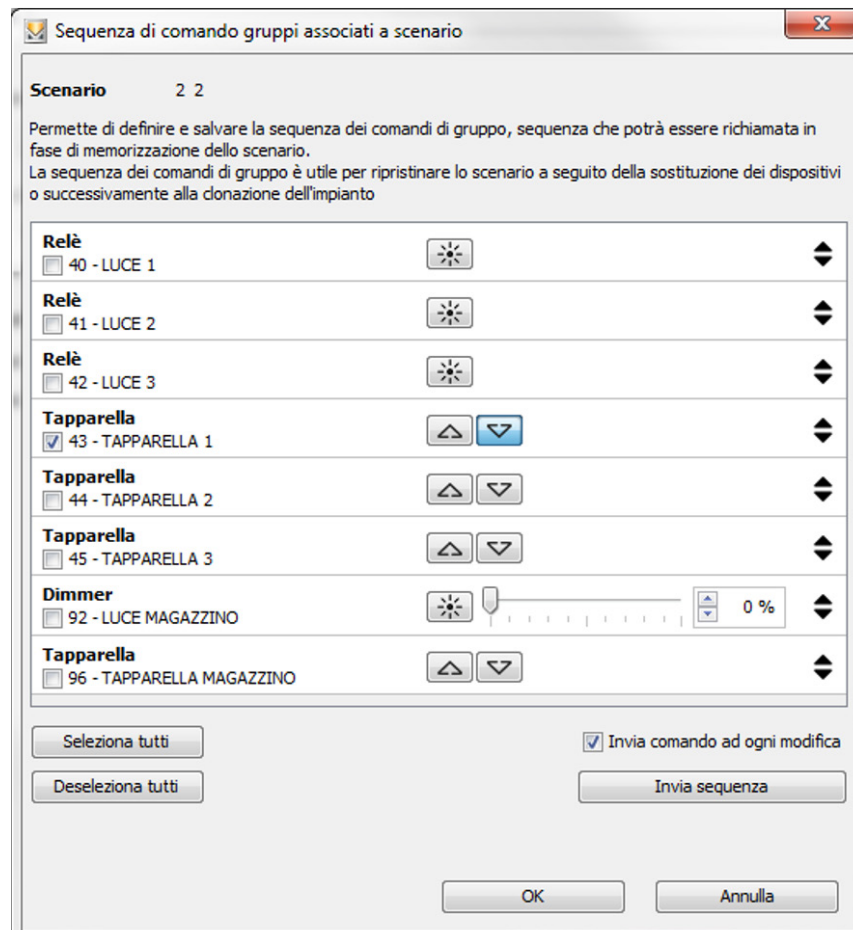 Sequenza di comando gruppi associati a scenario
Scenario 2 2
Permette di definire e salvare la sequenza dei comandi di gruppo, sequenza che potrà essere richiamata in
fase di memorizzazione dello scenario.
La sequenza dei comandi di gruppo è utile per ripristinare lo scenario a seguito della sostituzione dei dispositivi
o successivamente alla clonazione dell'impianto
Relè
40 - LUCE 1
Relè
41 - LUCE 2
Relè
42 - LUCE 3
Tapparella
43 - TAPPARELLA 1
Tapparella
44 - TAPPARELLA 2
Tapparella
45 - TAPPARELLA 3
Dimmer
92 - LUCE MAGAZZINO 0 %
Tapparella
96 - TAPPARELLA MAGAZZINO
Seleziona tutti Invia comando ad ogni modifica
Deseleziona tutti Invia sequenza
OK Annulla